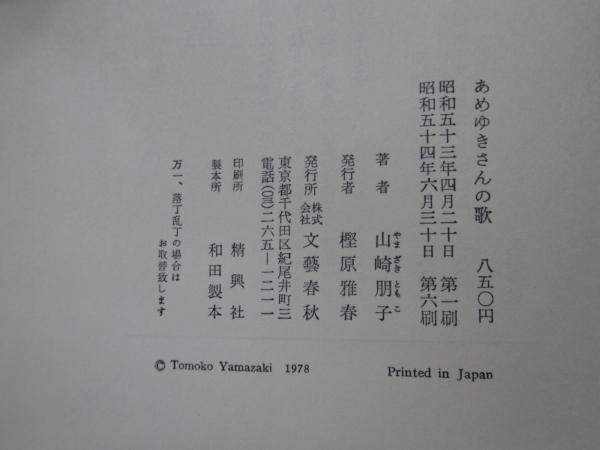 あめゆきさんの歌　八五〇円
昭和五十三年四月二十日　第一刷
昭和五十四年六月三十日　第六刷
著者　山崎朋子
やまざきともこ
発行者　樫原雅春
発行所　株式会社　文藝春秋
東京都千代田区紀尾井町三
電話(〇三)二六五―一二一一
印刷所　精興社
製本所　和田製本
万一、落丁乱丁の場合は
お取替致します
© Tomoko Yamazaki 1978　Printed in Japan